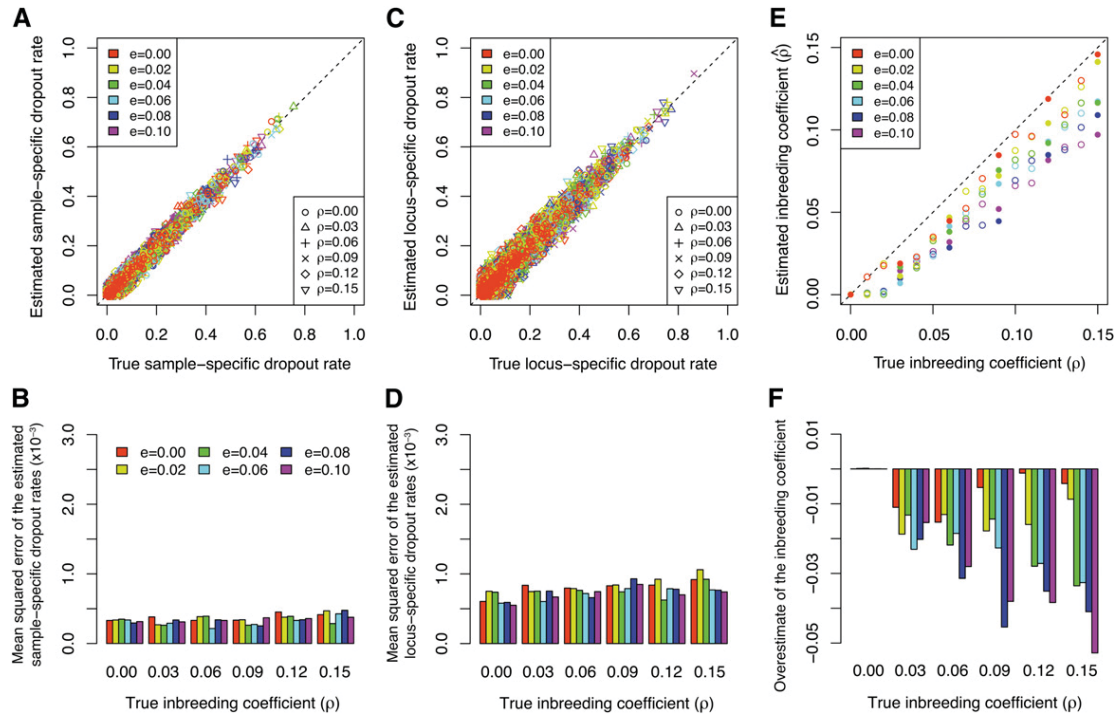 A
Estimated sample−specific dropout rate
1.0
0.8
0.6
0.4
0.2
0.0
e=0.00
e=0.02
e=0.04
e=0.06
e=0.08
e=0.10
ρ=0.00
ρ=0.03
ρ=0.06
ρ=0.09
ρ=0.12
ρ=0.15
0.0 0.2 0.4 0.6 0.8 1.0
True sample−specific dropout rate
C
Estimated locus−specific dropout rate
1.0
0.8
0.6
0.4
0.2
0.0
e=0.00
e=0.02
e=0.04
e=0.06
e=0.08
e=0.10
ρ=0.00
ρ=0.03
ρ=0.06
ρ=0.09
ρ=0.12
ρ=0.15
0.0 0.2 0.4 0.6 0.8 1.0
True locus−specific dropout rate
E
Estimated inbreeding coefficient (ρ̂)
0.15
0.10
0.05
0.00
e=0.00
e=0.02
e=0.04
e=0.06
e=0.08
e=0.10
0.00 0.05 0.10 0.15
True inbreeding coefficient (ρ)
B
Mean squared error of the estimated
sample−specific dropout rates (x10⁻³)
3.0
2.0
1.0
0.0
e=0.00 e=0.04 e=0.08
e=0.02 e=0.06 e=0.10
0.00 0.03 0.06 0.09 0.12 0.15
True inbreeding coefficient (ρ)
D
Mean squared error of the estimated
locus−specific dropout rates (x10⁻³)
3.0
2.0
1.0
0.0
0.00 0.03 0.06 0.09 0.12 0.15
True inbreeding coefficient (ρ)
F
Overestimate of the inbreeding coefficient
0.01
−0.01
−0.03
−0.05
0.00 0.03 0.06 0.09 0.12 0.15
True inbreeding coefficient (ρ)